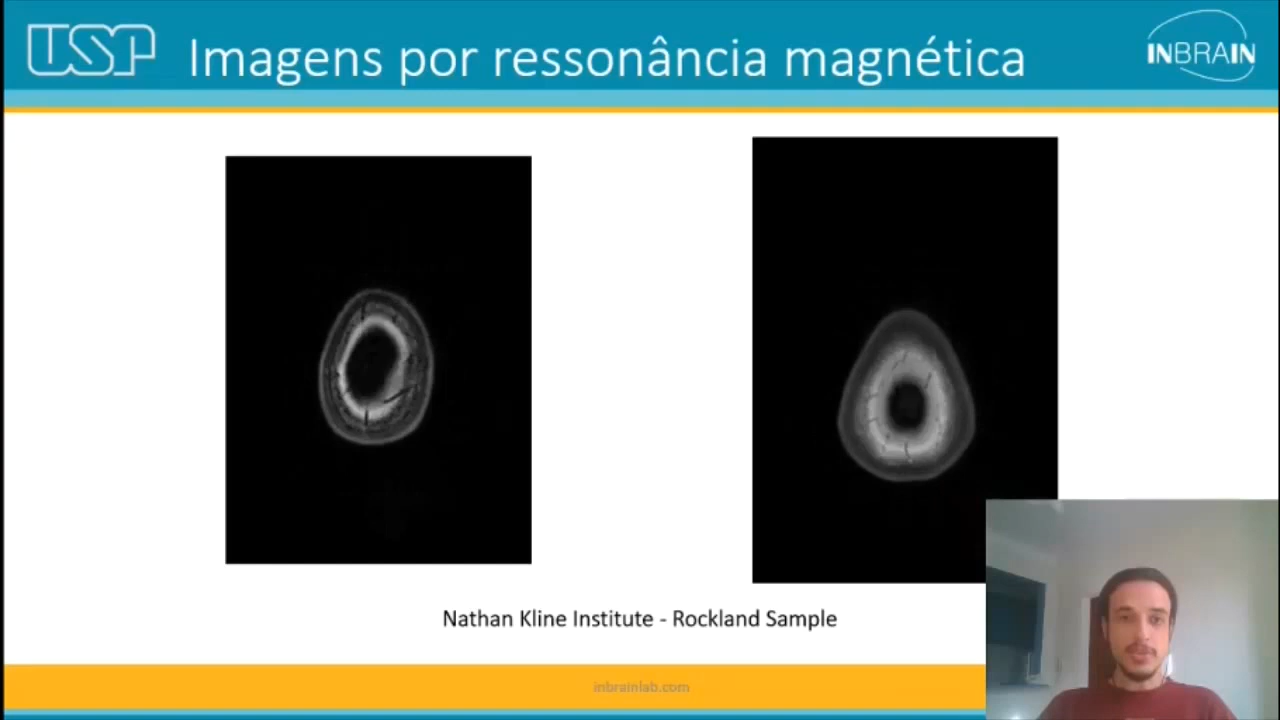 USP
Imagens por ressonância magnética
INBRAIN
Nathan Kline Institute - Rockland Sample
inbrainlab.com